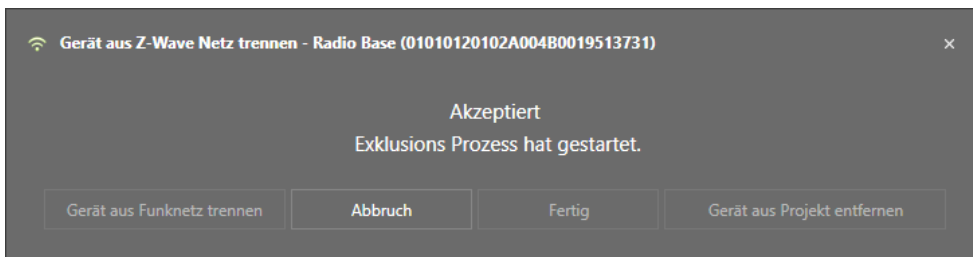 Gerät aus Z-Wave Netz trennen - Radio Base (01010120102A004B0019513731)
Akzeptiert
Exklusions Prozess hat gestartet.
Gerät aus Funknetz trennen Abbruch Fertig Gerät aus Projekt entfernen